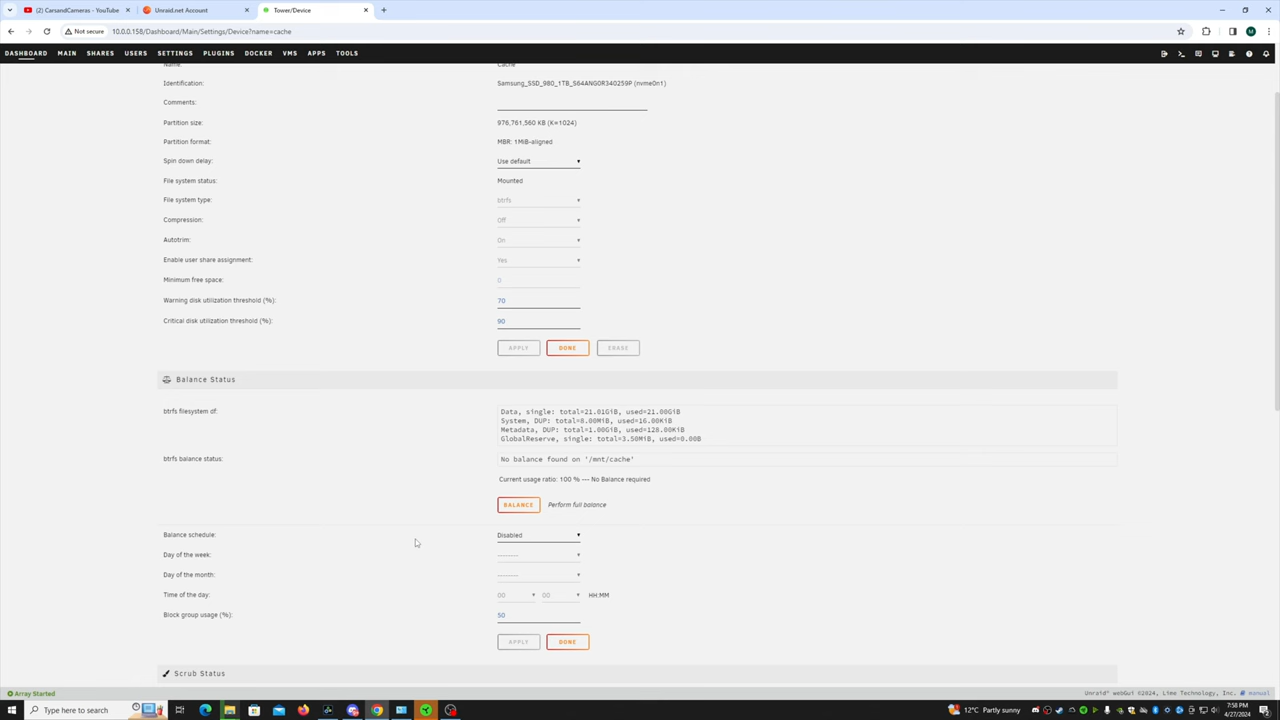 (2) CarsandCameras - YouTube
Unraid.net Account
Tower/Device
Not secure 10.0.0.158/Dashboard/Main/Settings/Device?name=cache
M
DASHBOARD MAIN SHARES USERS SETTINGS PLUGINS DOCKER VMS APPS TOOLS
Name: Cache
Identification: Samsung_SSD_980_1TB_S64ANG0R340259P (nvme0n1)
Comments:
Partition size: 976,761,560 KB (K=1024)
Partition format: MBR: 1MiB-aligned
Spin down delay: Use default
File system status: Mounted
File system type: btrfs
Compression: Off
Autotrim: On
Enable user share assignment: Yes
Minimum free space: 0
Warning disk utilization threshold (%): 70
Critical disk utilization threshold (%): 90
APPLY DONE ERASE
Balance Status
btrfs filesystem df: Data, single: total=21.01GiB, used=21.00GiB
System, DUP: total=8.00MiB, used=16.00KiB
Metadata, DUP: total=1.00GiB, used=128.00KiB
GlobalReserve, single: total=3.50MiB, used=0.00B
btrfs balance status: No balance found on '/mnt/cache'
Current usage ratio: 100 % --- No Balance required
BALANCE Perform full balance
Balance schedule: Disabled
Day of the week: --------
Day of the month: --------
Time of the day: 00 00 HH:MM
Block group usage (%): 50
APPLY DONE
Scrub Status
Array Started
Unraid® webGui ©2024, Lime Technology, Inc. manual
Type here to search
12°C Partly sunny
7:58 PM
4/27/2024